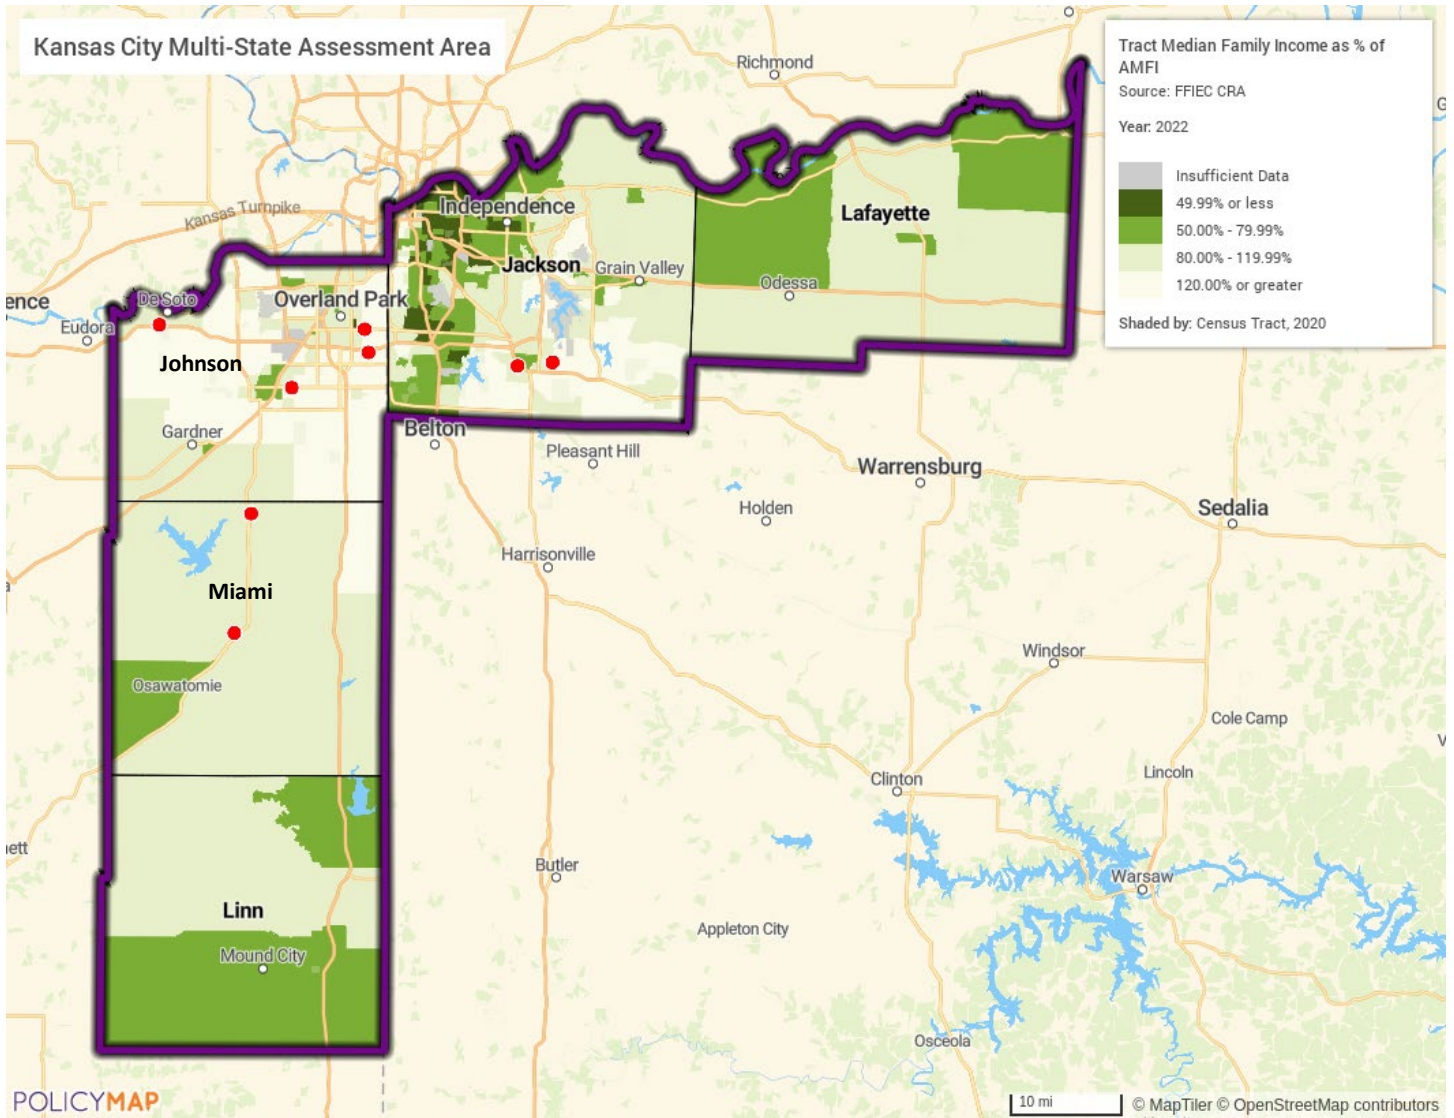 Kansas City Multi-State Assessment Area
Tract Median Family Income as % of
AMFI
Source: FFIEC CRA
Year: 2022
Insufficient Data
49.99% or less
50.00% - 79.99%
80.00% - 119.99%
120.00% or greater
Shaded by: Census Tract, 2020
Richmond
Kansas Turnpike
Independence
Lafayette
Jackson
Grain Valley
Odessa
ence
De Soto
Overland Park
Eudora
Johnson
Gardner
Belton
Pleasant Hill
Warrensburg
Holden
Sedalia
Harrisonville
Miami
Windsor
Osawatomie
Cole Camp
Clinton
Lincoln
ett
Butler
Warsaw
Linn
Appleton City
Mound City
Osceola
POLICYMAP
10 mi
© MapTiler © OpenStreetMap contributors